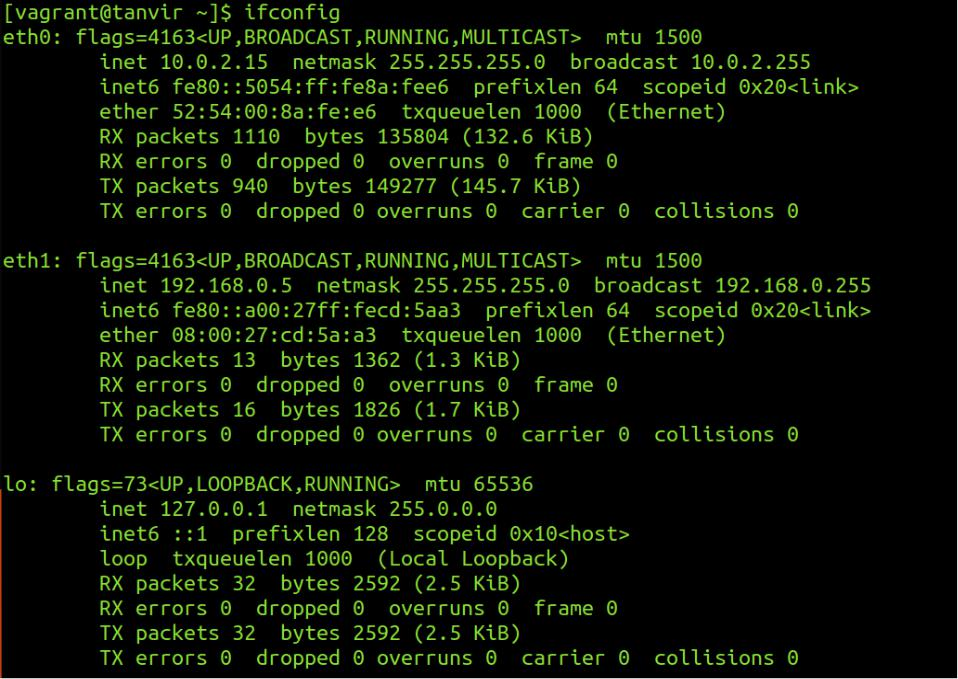 [vagrant@tanvir ~]$ ifconfig
eth0: flags=4163<UP,BROADCAST,RUNNING,MULTICAST>  mtu 1500
        inet 10.0.2.15  netmask 255.255.255.0  broadcast 10.0.2.255
        inet6 fe80::5054:ff:fe8a:fee6  prefixlen 64  scopeid 0x20<link>
        ether 52:54:00:8a:fe:e6  txqueuelen 1000  (Ethernet)
        RX packets 1110  bytes 135804 (132.6 KiB)
        RX errors 0  dropped 0  overruns 0  frame 0
        TX packets 940  bytes 149277 (145.7 KiB)
        TX errors 0  dropped 0 overruns 0  carrier 0  collisions 0

eth1: flags=4163<UP,BROADCAST,RUNNING,MULTICAST>  mtu 1500
        inet 192.168.0.5  netmask 255.255.255.0  broadcast 192.168.0.255
        inet6 fe80::a00:27ff:fecd:5aa3  prefixlen 64  scopeid 0x20<link>
        ether 08:00:27:cd:5a:a3  txqueuelen 1000  (Ethernet)
        RX packets 13  bytes 1362 (1.3 KiB)
        RX errors 0  dropped 0  overruns 0  frame 0
        TX packets 16  bytes 1826 (1.7 KiB)
        TX errors 0  dropped 0 overruns 0  carrier 0  collisions 0

lo: flags=73<UP,LOOPBACK,RUNNING>  mtu 65536
        inet 127.0.0.1  netmask 255.0.0.0
        inet6 ::1  prefixlen 128  scopeid 0x10<host>
        loop  txqueuelen 1000  (Local Loopback)
        RX packets 32  bytes 2592 (2.5 KiB)
        RX errors 0  dropped 0  overruns 0  frame 0
        TX packets 32  bytes 2592 (2.5 KiB)
        TX errors 0  dropped 0 overruns 0  carrier 0  collisions 0